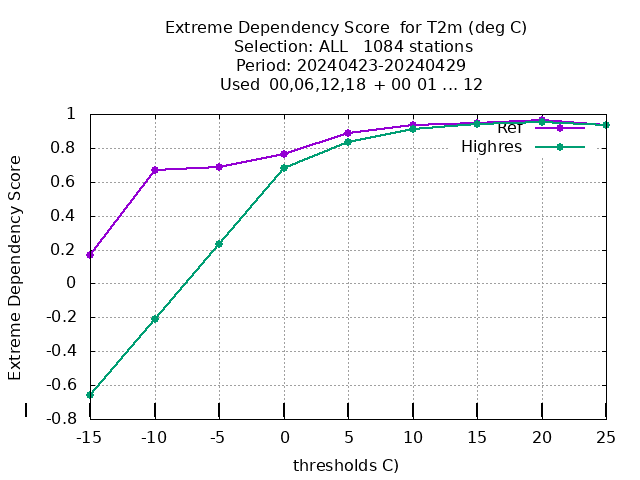 Extreme Dependency Score  for T2m (deg C)
Selection: ALL   1084 stations
Period: 20240423-20240429
Used  00,06,12,18  + 00 01 ... 12
Extreme Dependency Score
1
0.8
0.6
0.4
0.2
0
-0.2
-0.4
-0.6
-0.8
Ref
Highres
-15
-10
-5
0
5
10
15
20
25
thresholds C)